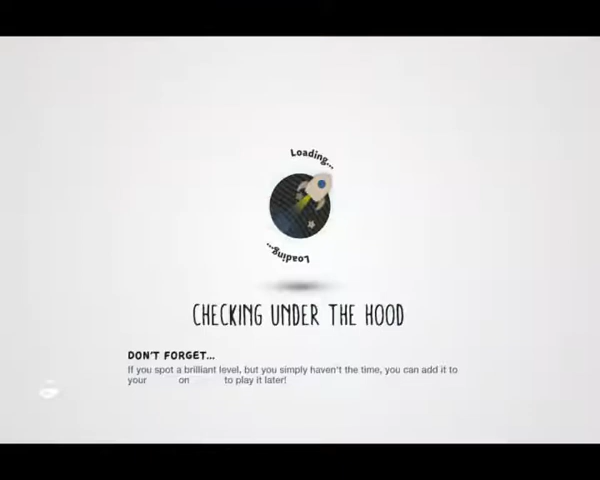 Loading...
Loading...
CHECKING UNDER THE HOOD
DON'T FORGET...
If you spot a brilliant level, but you simply haven't the time, you can add it to
your on to play it later!